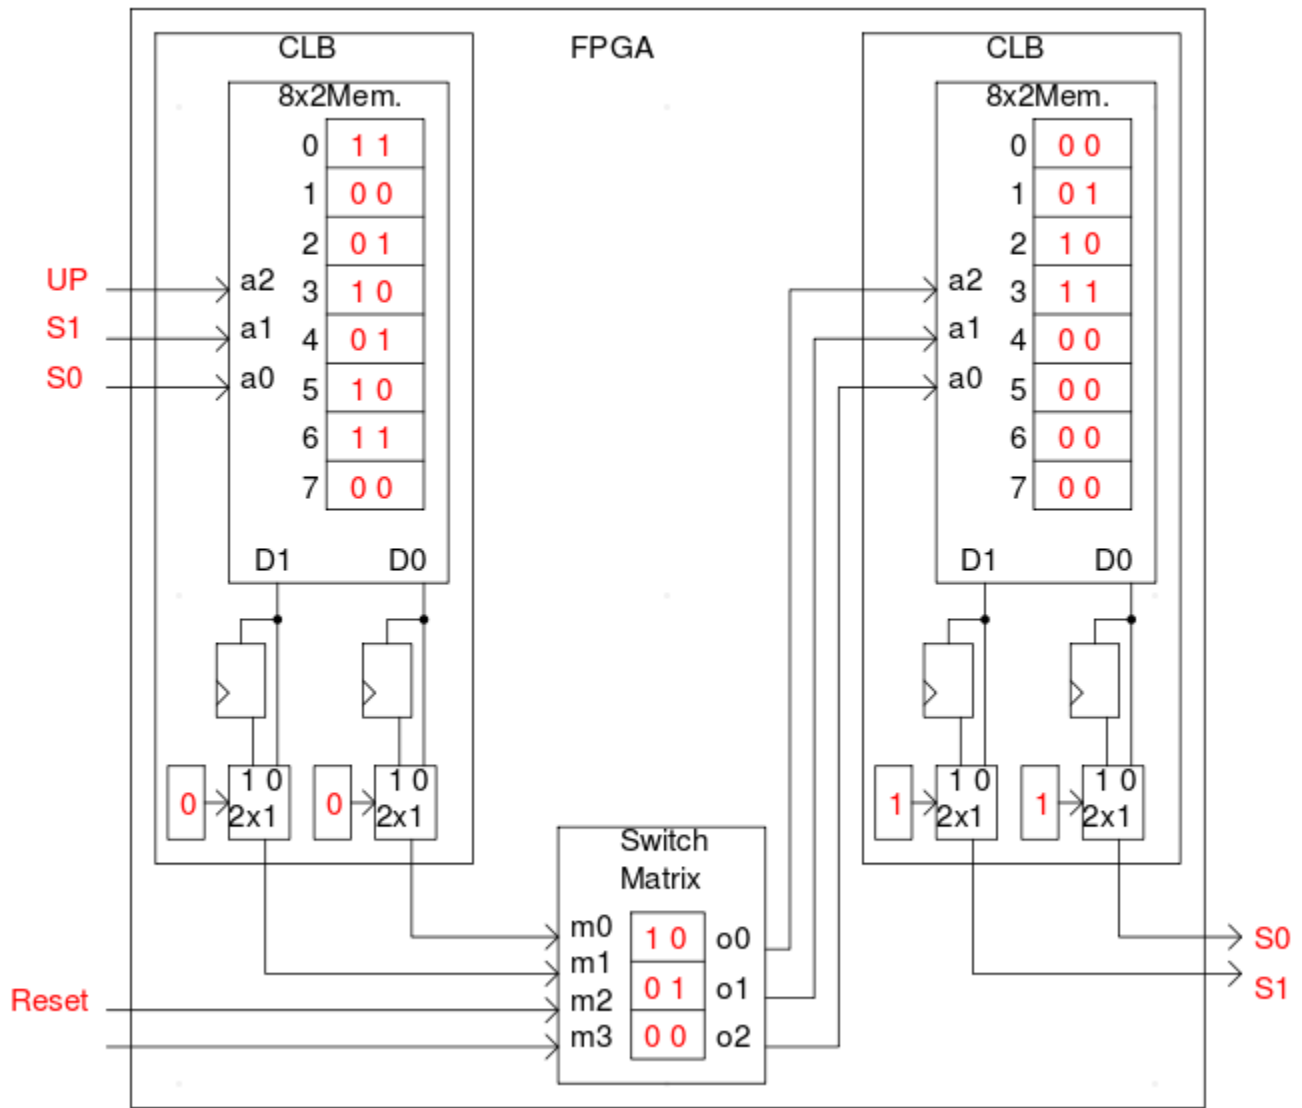 CLB FPGA CLB
8x2Mem. 8x2Mem.
0 1 1 0 0 0
1 0 0 1 0 1
2 0 1 2 1 0
UP a2 3 1 0 a2 3 1 1
S1 a1 4 0 1 a1 4 0 0
S0 a0 5 1 0 a0 5 0 0
6 1 1 6 0 0
7 0 0 7 0 0
D1 D0 D1 D0
1 0 1 0 1 0 1 0
0 2x1 0 2x1 1 2x1 1 2x1
Switch
Matrix
m0 1 0 o0 S0
m1
m2 0 1 o1 S1
Reset
m3 0 0 o2